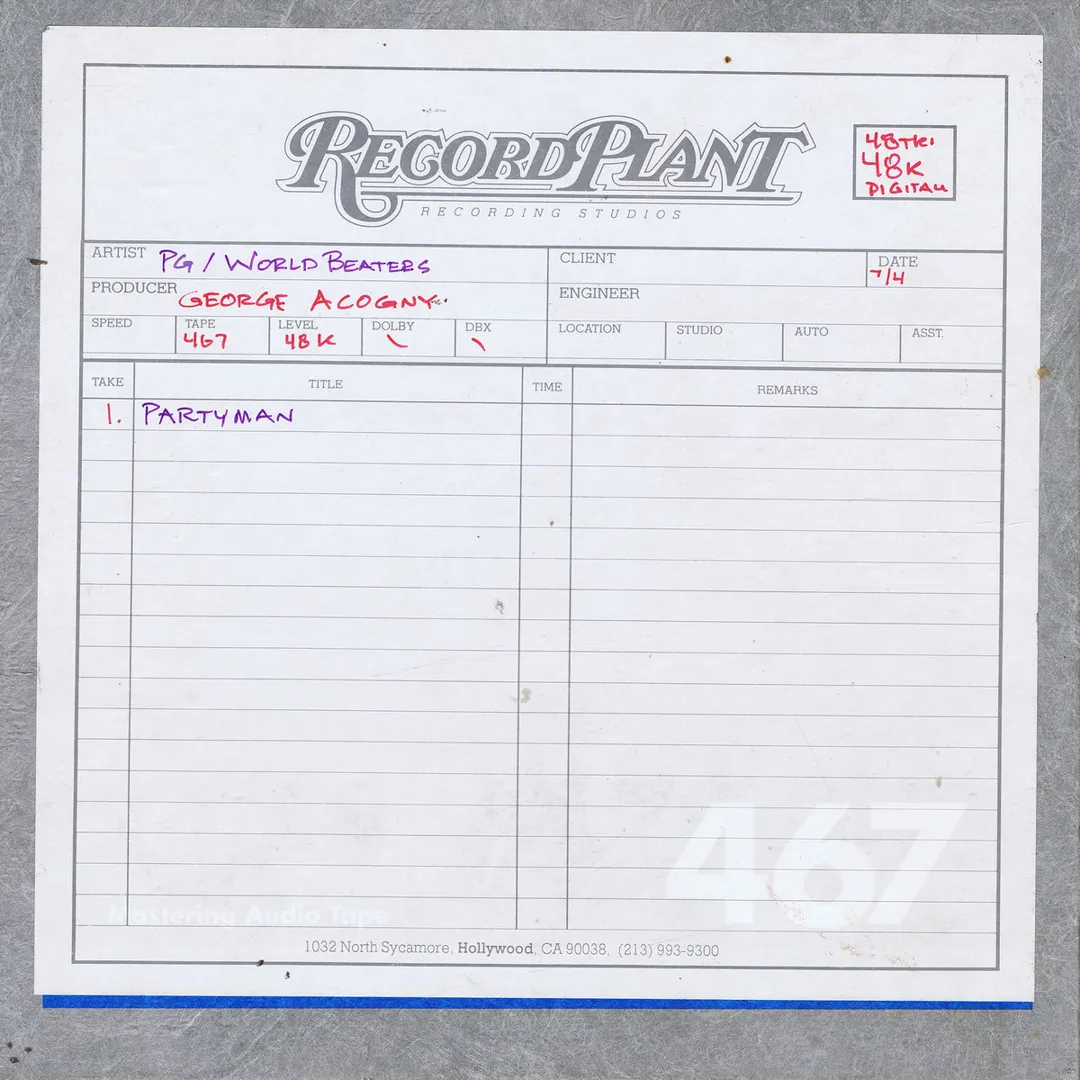 RECORD PLANT
RECORDING STUDIOS
48TK
48K
DIGITAL
ARTIST PG / WORLD BEATERS
CLIENT
DATE 7/4
PRODUCER GEORGE ACOGNY
ENGINEER
SPEED TAPE LEVEL DOLBY DBX LOCATION STUDIO AUTO ASST.
467 48K \ \
TAKE TITLE TIME REMARKS
1. PARTYMAN
467
Mastering Audio Tape
1032 North Sycamore, Hollywood, CA 90038, (213) 993-9300